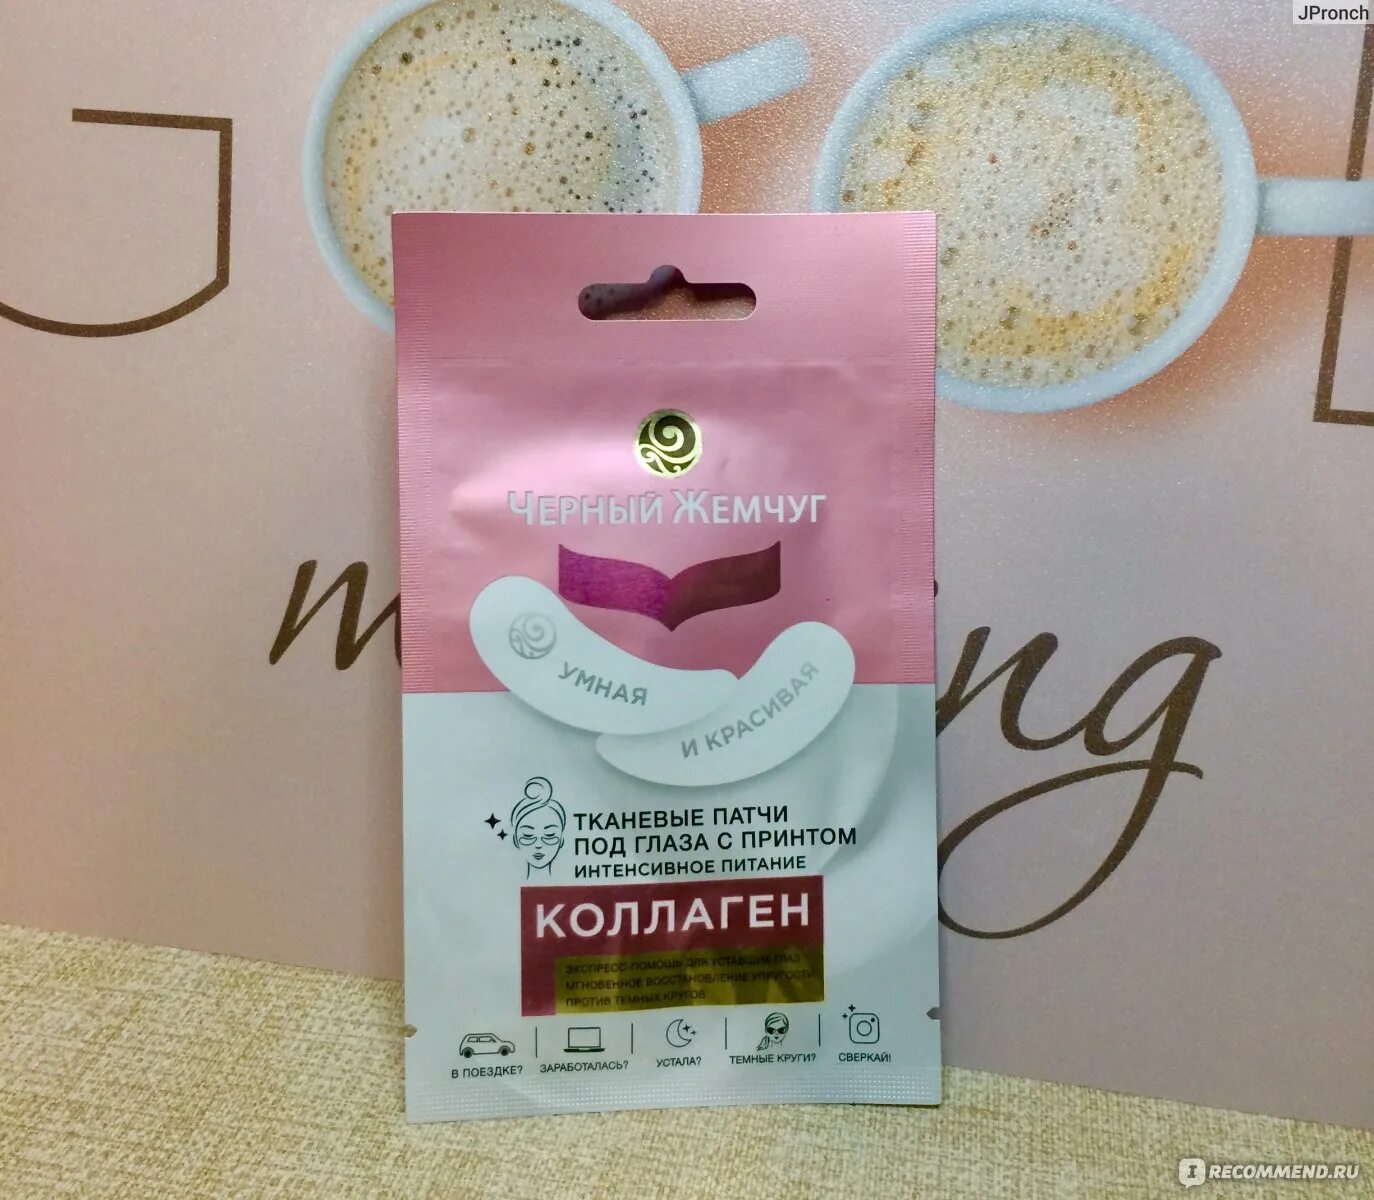 JPronch
ЧЕРНЫЙ ЖЕМЧУГ
УМНАЯ
И КРАСИВАЯ
ТКАНЕВЫЕ ПАТЧИ
ПОД ГЛАЗА С ПРИНТОМ
ИНТЕНСИВНОЕ ПИТАНИЕ
КОЛЛАГЕН
ЭКСПРЕСС-ПОМОЩЬ ДЛЯ УСТАВШИХ ГЛАЗ
МГНОВЕННОЕ ВОССТАНОВЛЕНИЕ УПРУГОСТИ
ПРОТИВ ТЕМНЫХ КРУГОВ
В ПОЕЗДКЕ? ЗАРАБОТАЛАСЬ? УСТАЛА? ТЕМНЫЕ КРУГИ? СВЕРКАЙ!
IRECOMMEND.RU